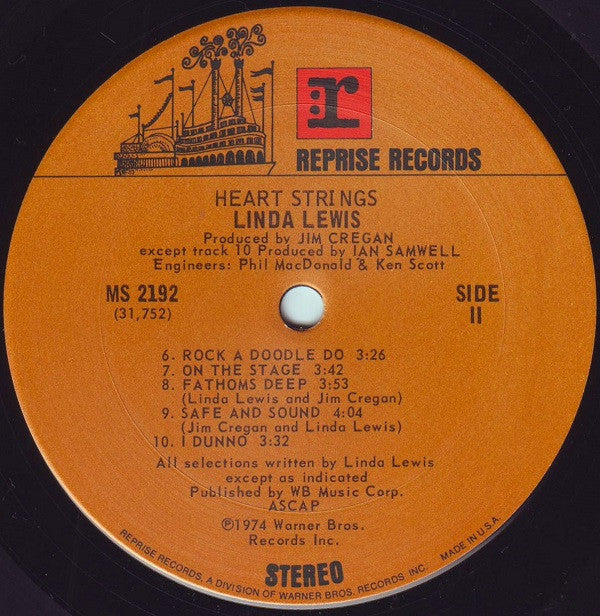 r
REPRISE RECORDS
HEART STRINGS
LINDA LEWIS
Produced by JIM CREGAN
except track 10 Produced by IAN SAMWELL
Engineers: Phil MacDonald & Ken Scott
MS 2192
(31,752)
SIDE
II
6. ROCK A DOODLE DO 3:26
7. ON THE STAGE 3:42
8. FATHOMS DEEP 3:53
(Linda Lewis and Jim Cregan)
9. SAFE AND SOUND 4:04
(Jim Cregan and Linda Lewis)
10. I DUNNO 3:32
All selections written by Linda Lewis
except as indicated
Published by WB Music Corp.
ASCAP
℗1974 Warner Bros.
Records Inc.
STEREO
REPRISE RECORDS, A DIVISION OF WARNER BROS. RECORDS INC.
MADE IN U.S.A.